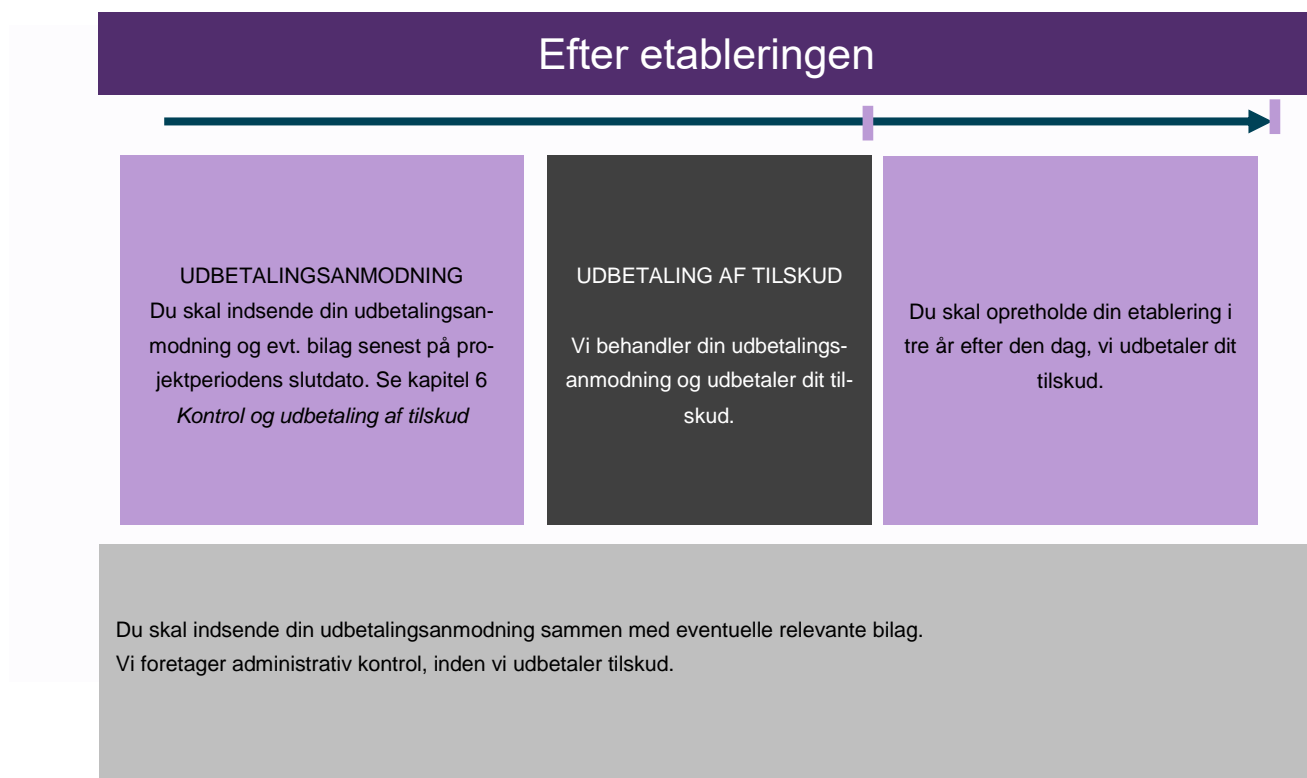 Efter etableringen
UDBETALINGSANMODNING
Du skal indsende din udbetalingsan-
modning og evt. bilag senest på pro-
jektperiodens slutdato. Se kapitel 6
Kontrol og udbetaling af tilskud
UDBETALING AF TILSKUD
Vi behandler din udbetalings-
anmodning og udbetaler dit til-
skud.
Du skal opretholde din etablering i
tre år efter den dag, vi udbetaler dit
tilskud.
Du skal indsende din udbetalingsanmodning sammen med eventuelle relevante bilag.
Vi foretager administrativ kontrol, inden vi udbetaler tilskud.